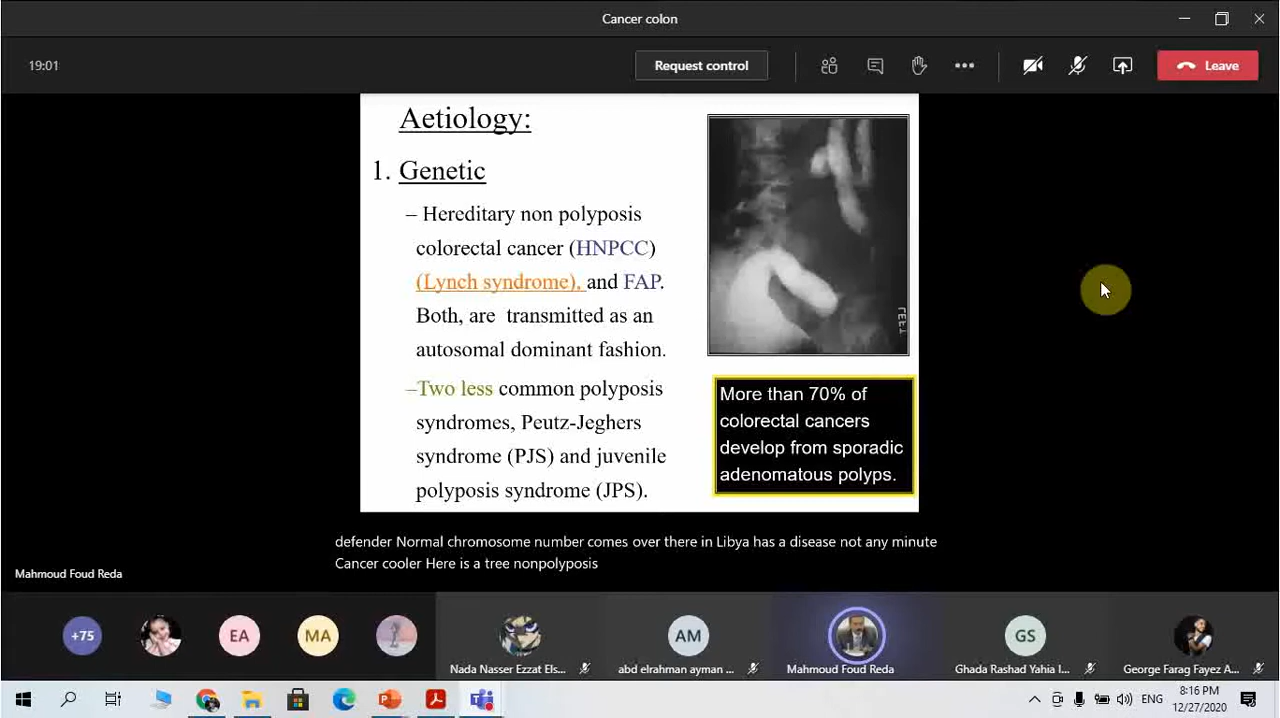 Cancer colon
19:01
Request control
Leave
Aetiology:
1. Genetic
– Hereditary non polyposis
colorectal cancer (HNPCC)
(Lynch syndrome), and FAP.
Both, are transmitted as an
autosomal dominant fashion.
–Two less common polyposis
syndromes, Peutz-Jeghers
syndrome (PJS) and juvenile
polyposis syndrome (JPS).
LEFT
More than 70% of
colorectal cancers
develop from sporadic
adenomatous polyps.
defender Normal chromosome number comes over there in Libya has a disease not any minute
Cancer cooler Here is a tree nonpolyposis
Mahmoud Foud Reda
+75
EA
MA
Nada Nasser Ezzat Els...
AM
abd elrahman ayman ...
Mahmoud Foud Reda
GS
Ghada Rashad Yahia I...
George Farag Fayez A...
ENG
8:16 PM
12/27/2020